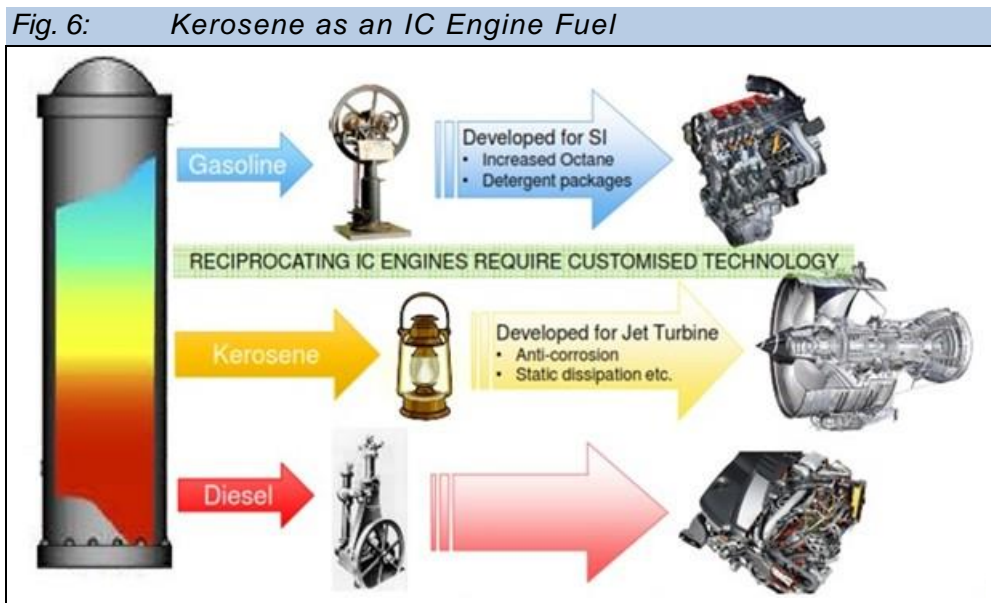 Fig. 6: Kerosene as an IC Engine Fuel
Gasoline
Developed for SI
• Increased Octane
• Detergent packages
RECIPROCATING IC ENGINES REQUIRE CUSTOMISED TECHNOLOGY
Kerosene
Developed for Jet Turbine
• Anti-corrosion
• Static dissipation etc.
Diesel